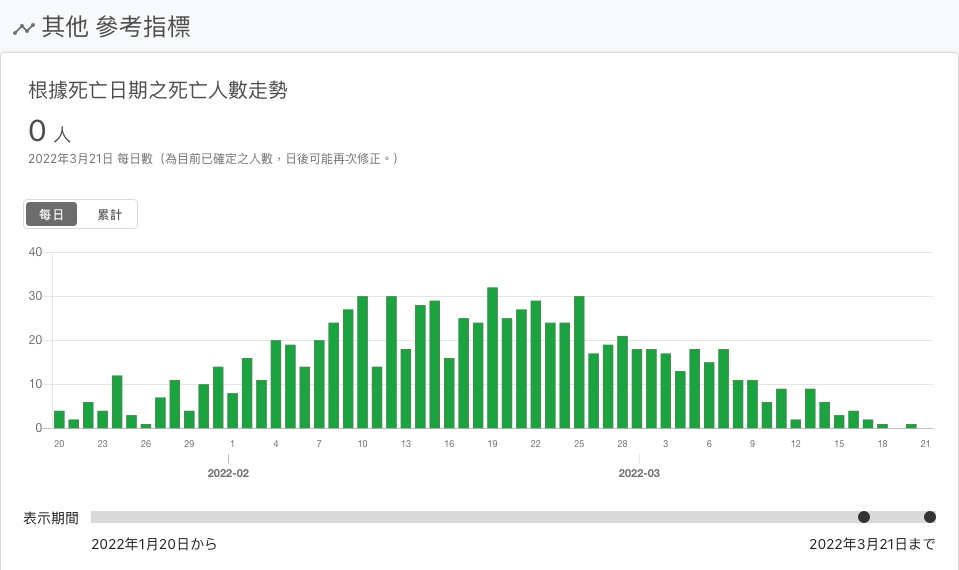 其他 參考指標
根據死亡日期之死亡人數走勢
0 人
2022年3月21日 每日數（為目前已確定之人數，日後可能再次修正。）
每日 累計
40
30
20
10
0
20 23 26 29 1 4 7 10 13 16 19 22 25 28 3 6 9 12 15 18 21
2022-02 2022-03
表示期間
2022年1月20日から 2022年3月21日まで